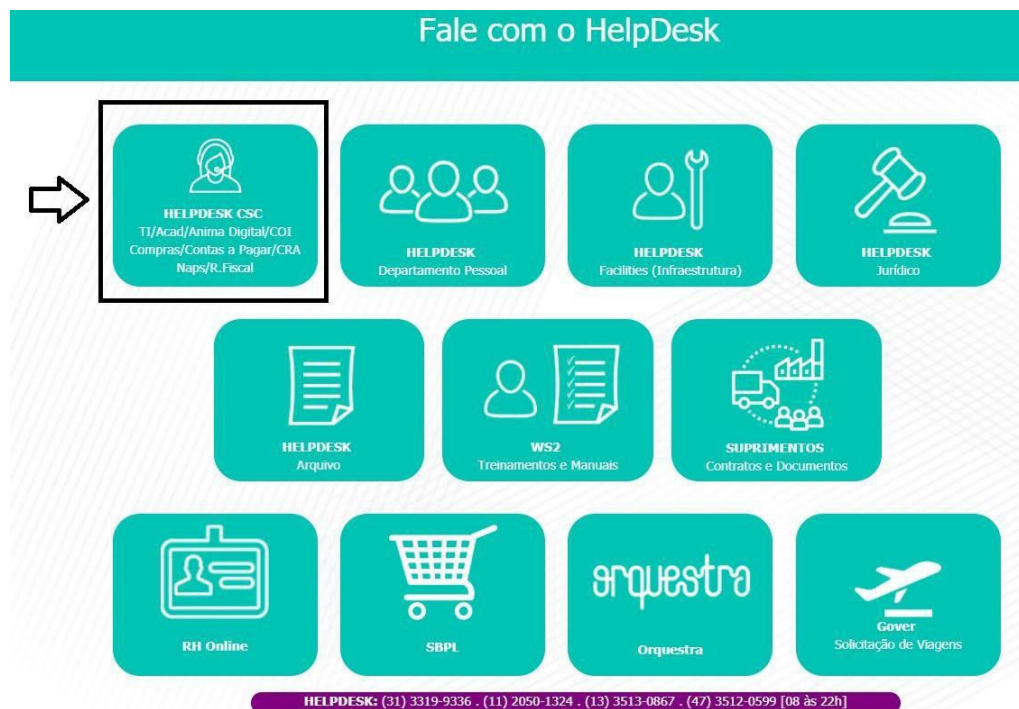 Fale com o HelpDesk
HELPDESK CSC
TI/Acad/Anima Digital/COI
Compras/Contas a Pagar/CRA
Naps/R.Fiscal
HELPDESK
Departamento Pessoal
HELPDESK
Facilities (Infraestrutura)
HELPDESK
Jurídico
HELPDESK
Arquivo
WS2
Treinamentos e Manuais
SUPRIMENTOS
Contratos e Documentos
RH Online
SBPL
orquestra
Orquestra
Gover
Solicitação de Viagens
HELPDESK: (31) 3319-9336 . (11) 2050-1324 . (13) 3513-0867 . (47) 3512-0599 [08 às 22h]